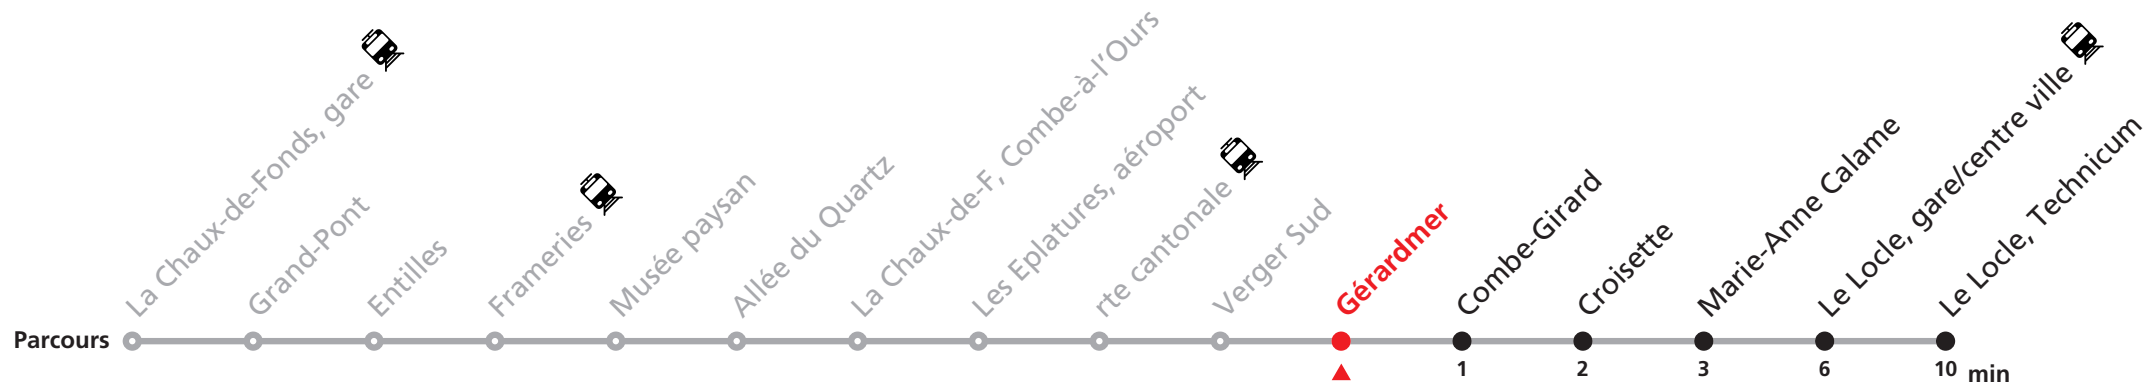 Parcours
La Chaux-de-Fonds, gare
Grand-Pont
Entilles
Frameries
Musée paysan
Allée du Quartz
La Chaux-de-F, Combe-à-l'Ours
Les Eplatures, aéroport
rte cantonale
Verger Sud
Gérardmer
Combe-Girard
Croisette
Marie-Anne Calame
Le Locle, gare/centre ville
Le Locle, Technicum
1 2 3 6 10 min